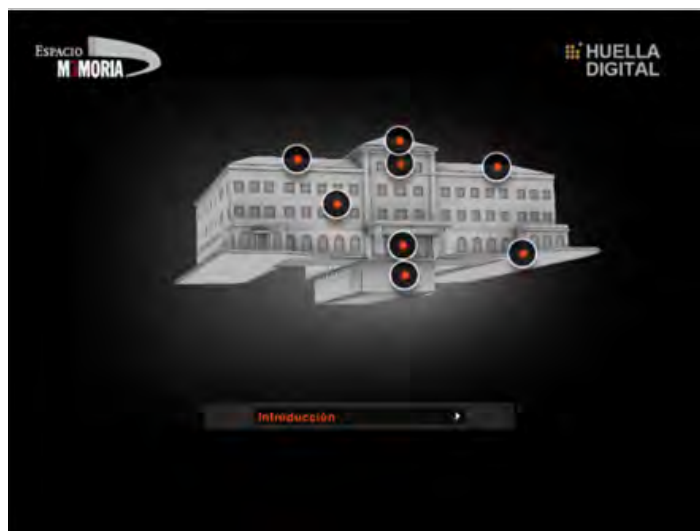 ESPACIO
MEMORIA
HUELLA
DIGITAL
Introducción